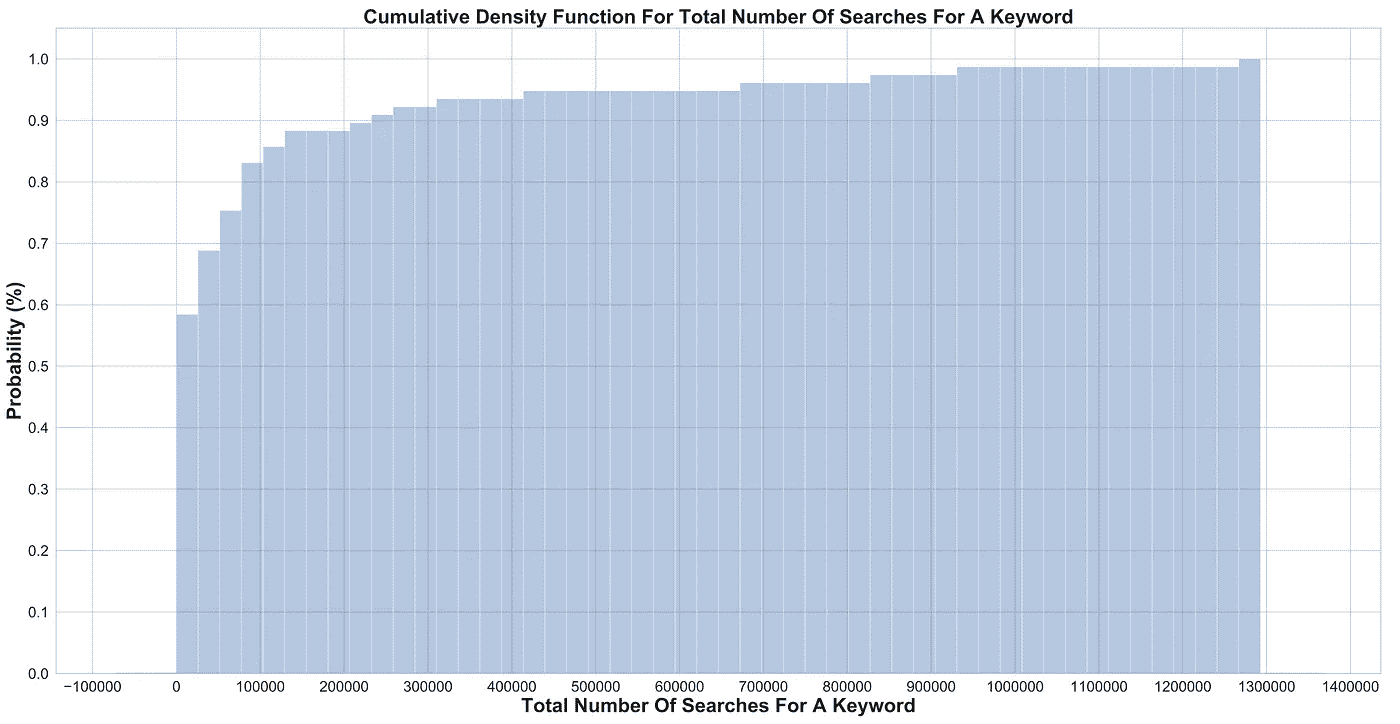 Cumulative Density Function For Total Number Of Searches For A Keyword
Probability (%)
1.0
0.9
0.8
0.7
0.6
0.5
0.4
0.3
0.2
0.1
0.0
−100000 0 100000 200000 300000 400000 500000 600000 700000 800000 900000 1000000 1100000 1200000 1300000 1400000
Total Number Of Searches For A Keyword